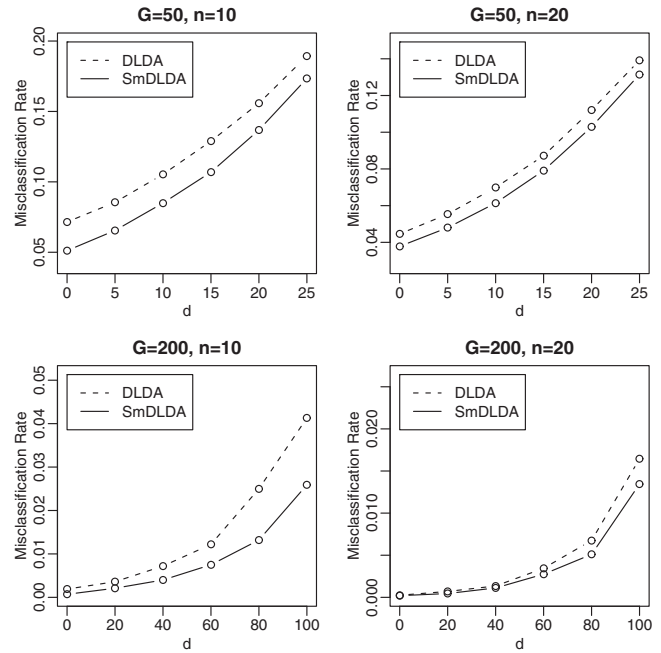 G=50, n=10
Misclassification Rate
0.20
0.15
0.10
0.05
DLDA
SmDLDA
0 5 10 15 20 25
d
G=50, n=20
Misclassification Rate
0.12
0.08
0.04
DLDA
SmDLDA
0 5 10 15 20 25
d
G=200, n=10
Misclassification Rate
0.05
0.04
0.03
0.02
0.01
0.00
DLDA
SmDLDA
0 20 40 60 80 100
d
G=200, n=20
Misclassification Rate
0.020
0.010
0.000
DLDA
SmDLDA
0 20 40 60 80 100
d